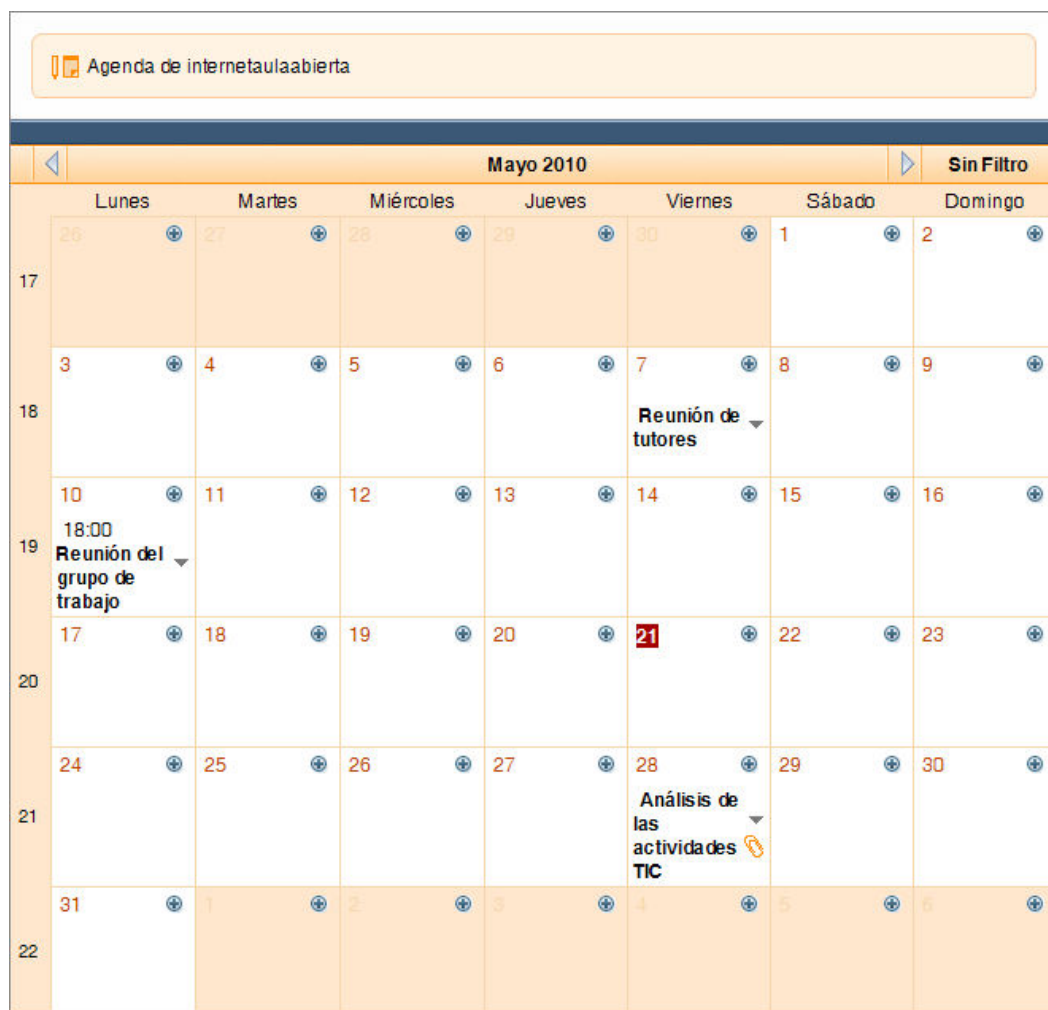 Agenda de internetaulaabierta
Mayo 2010 Sin Filtro
Lunes Martes Miércoles Jueves Viernes Sábado Domingo
26 27 28 29 30 1 2
17
3 4 5 6 7 8 9
18
Reunión de
tutores
10 11 12 13 14 15 16
18:00
19
Reunión del
grupo de
trabajo
17 18 19 20 21 22 23
20
24 25 26 27 28 29 30
21
Análisis de
las
actividades
TIC
31 1 2 3 4 5 6
22